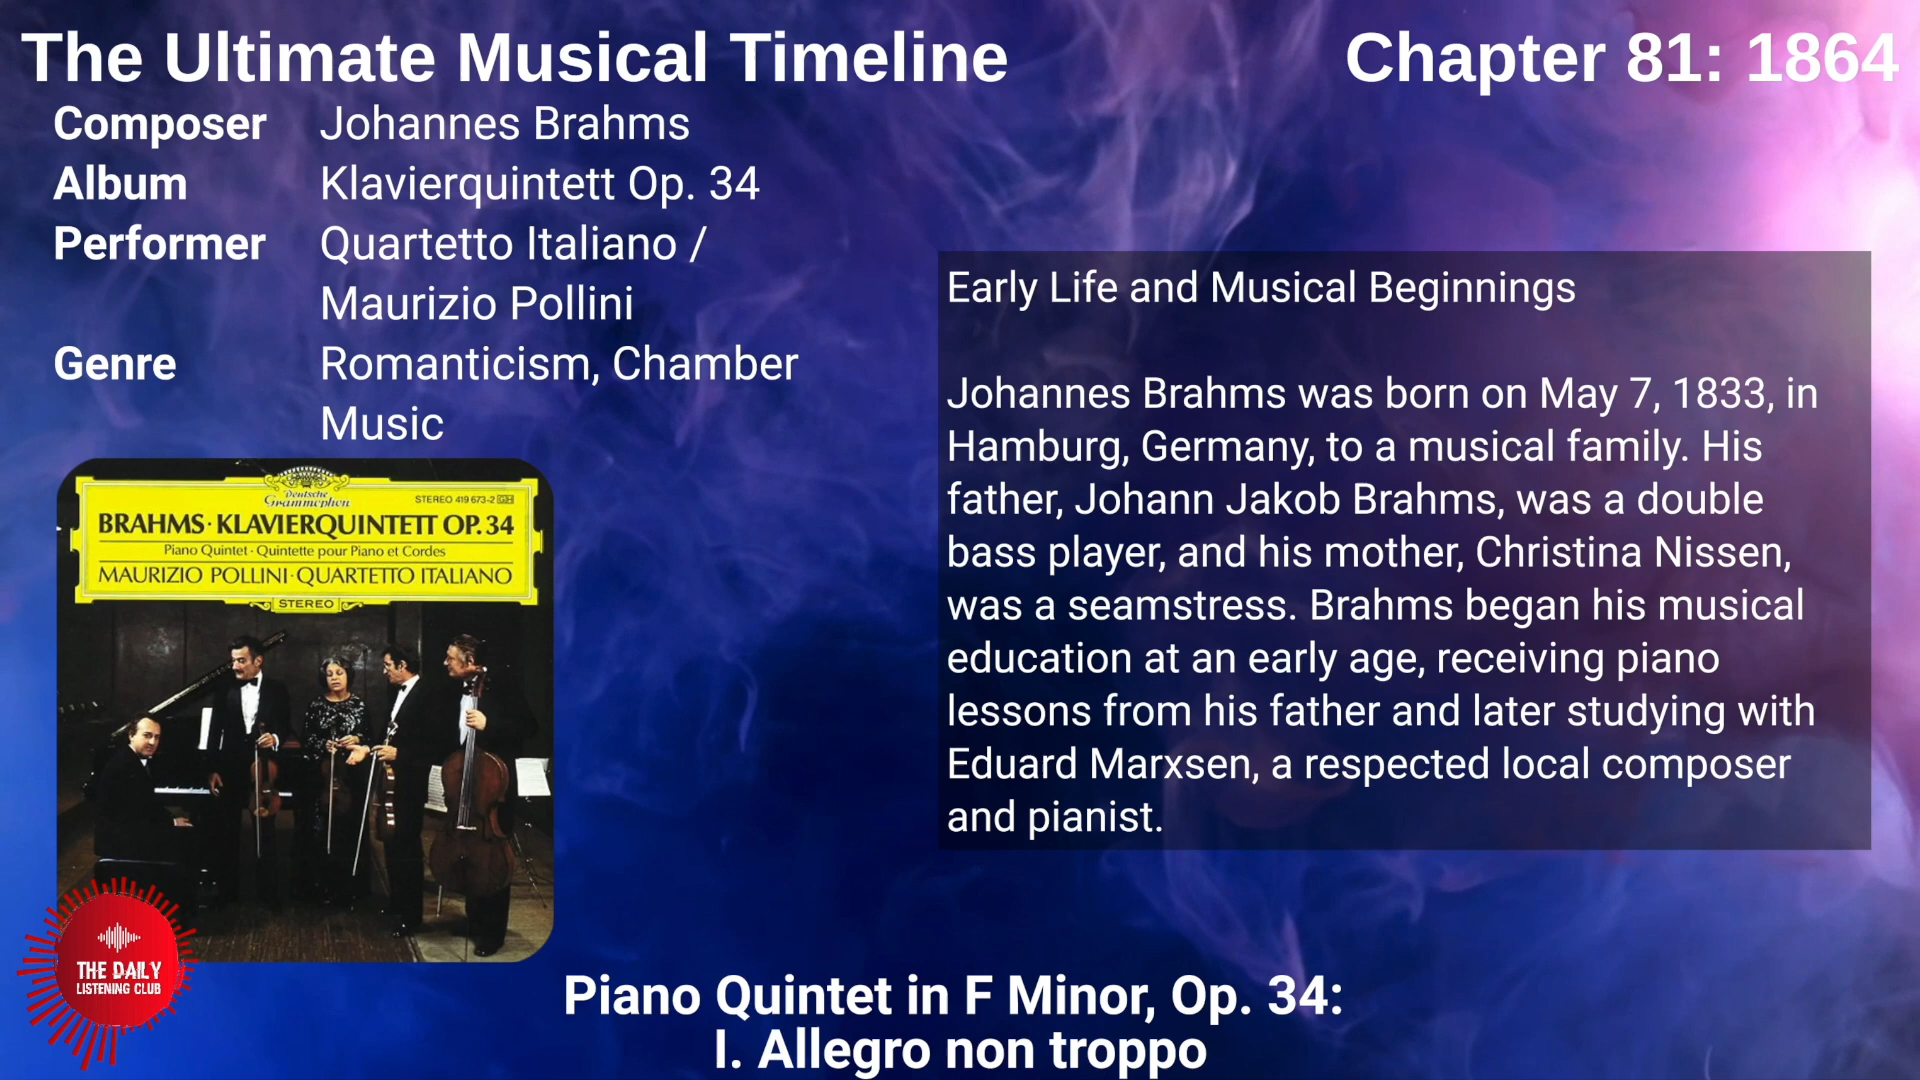 The Ultimate Musical Timeline
Chapter 81: 1864
Composer Johannes Brahms
Album Klavierquintett Op. 34
Performer Quartetto Italiano /
Maurizio Pollini
Genre Romanticism, Chamber
Music
Deutsche
Grammophon
STEREO 419 673-2 GH
BRAHMS · KLAVIERQUINTETT OP. 34
Piano Quintet · Quintette pour Piano et Cordes
MAURIZIO POLLINI · QUARTETTO ITALIANO
STEREO
THE DAILY
LISTENING CLUB
Early Life and Musical Beginnings
Johannes Brahms was born on May 7, 1833, in
Hamburg, Germany, to a musical family. His
father, Johann Jakob Brahms, was a double
bass player, and his mother, Christina Nissen,
was a seamstress. Brahms began his musical
education at an early age, receiving piano
lessons from his father and later studying with
Eduard Marxsen, a respected local composer
and pianist.
Piano Quintet in F Minor, Op. 34:
I. Allegro non troppo